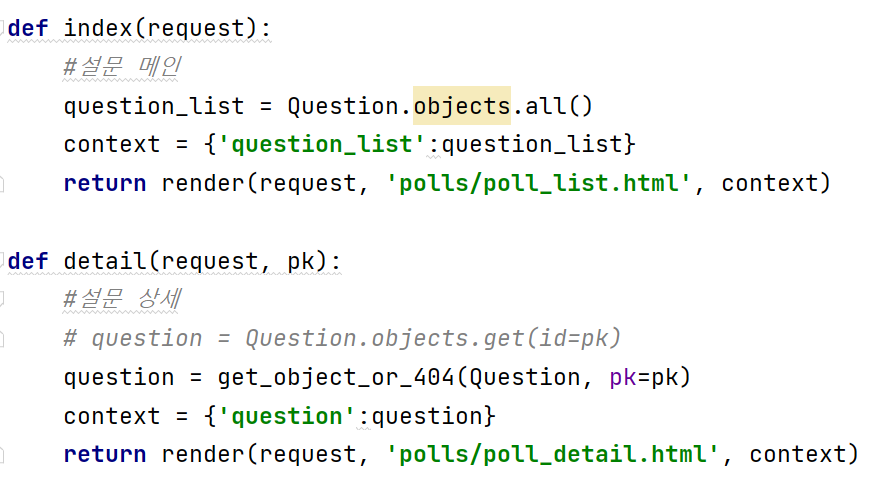 def index(request):
    #설문 메인
    question_list = Question.objects.all()
    context = {'question_list':question_list}
    return render(request, 'polls/poll_list.html', context)

def detail(request, pk):
    #설문 상세
    # question = Question.objects.get(id=pk)
    question = get_object_or_404(Question, pk=pk)
    context = {'question':question}
    return render(request, 'polls/poll_detail.html', context)